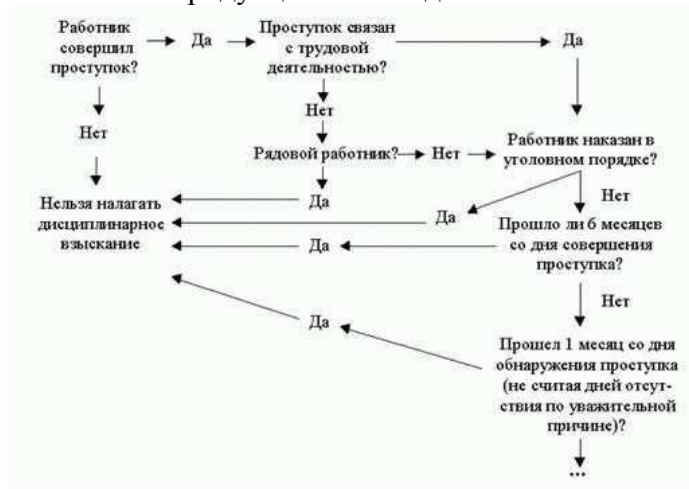 Работник
совершил
проступок?
Да
Проступок связан
с трудовой
деятельностью?
Да
Нет
Нет
Рядовой работник?
Нет
Работник наказан в
уголовном порядке?
Да
Нельзя налагать
дисциплинарное
взыскание
Да
Нет
Да
Прошло ли 6 месяцев
со дня совершения
проступка?
Нет
Да
Прошел 1 месяц со дня
обнаружения проступка
(не считая дней отсут-
ствия по уважительной
причине)?
...